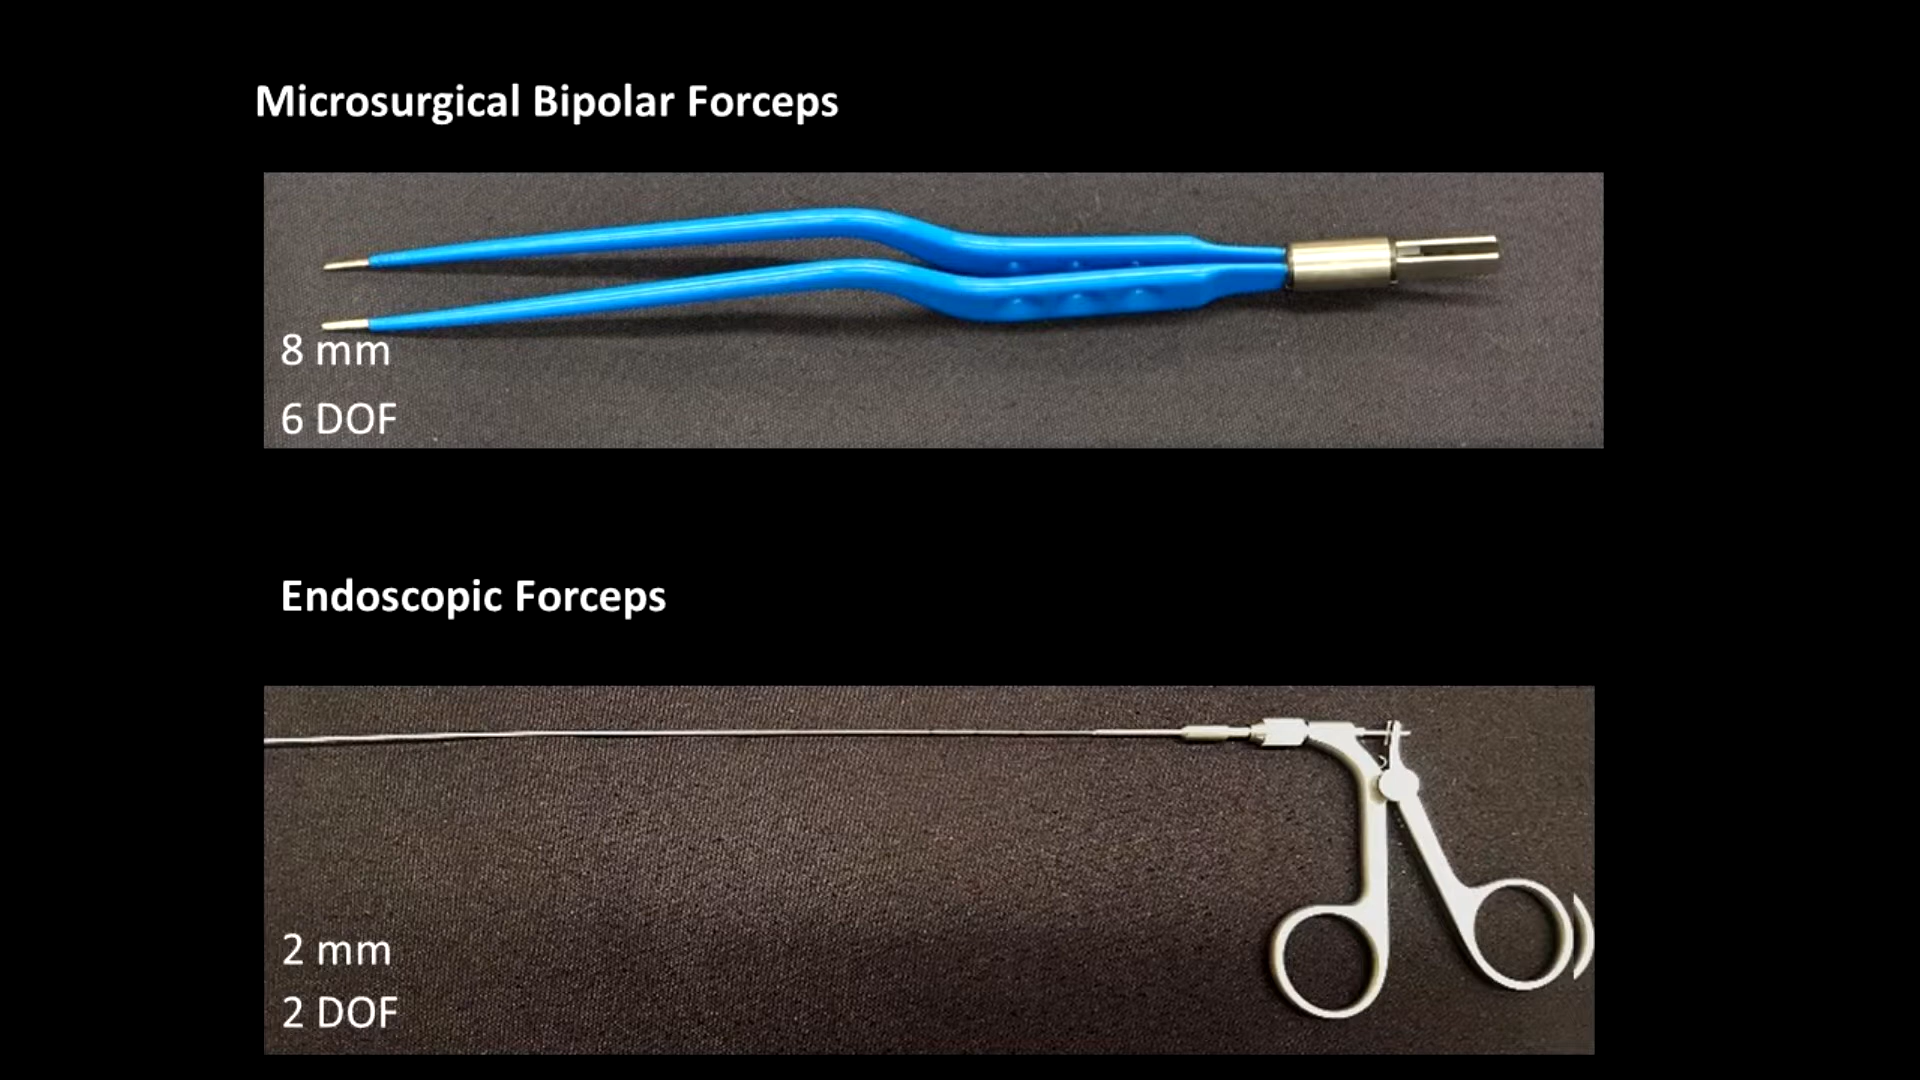 Microsurgical Bipolar Forceps
8 mm
6 DOF
Endoscopic Forceps
2 mm
2 DOF